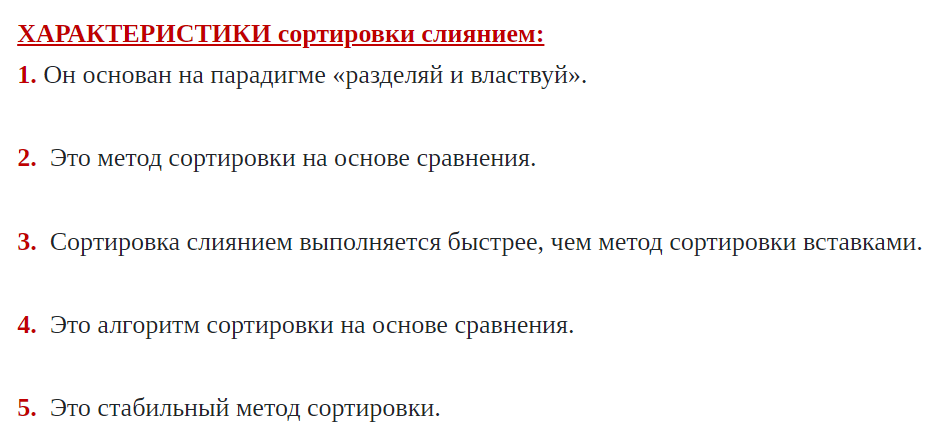 ХАРАКТЕРИСТИКИ сортировки слиянием:
1. Он основан на парадигме «разделяй и властвуй».
2. Это метод сортировки на основе сравнения.
3. Сортировка слиянием выполняется быстрее, чем метод сортировки вставками.
4. Это алгоритм сортировки на основе сравнения.
5. Это стабильный метод сортировки.